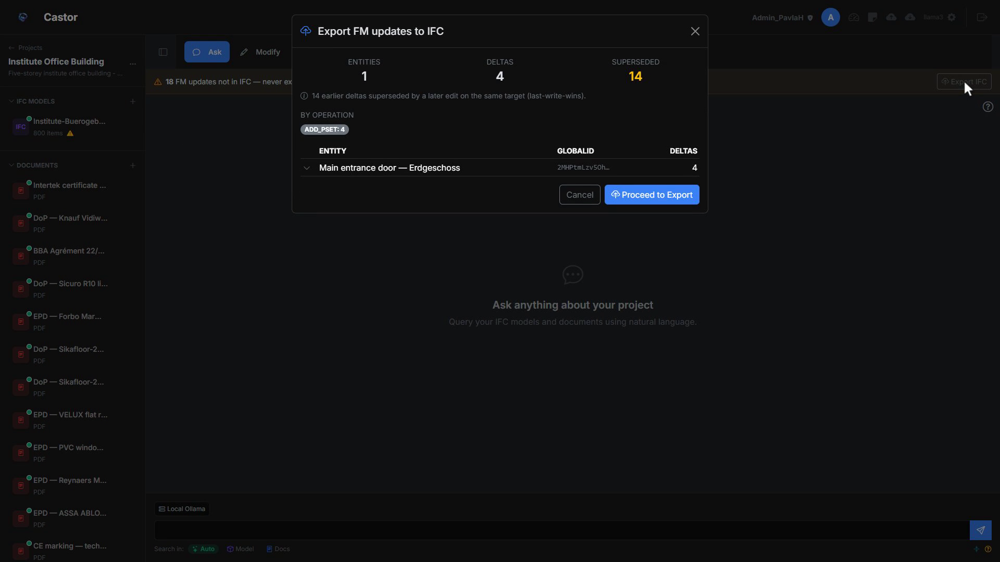 Castor
Admin_PavlaH
A
llama3
Projects
Institute Office Building
...
Five-storey institute office building - ...
IFC MODELS
IFC
Institute-Buerogeb...
800 items
DOCUMENTS
Intertek certificate ...
PDF
DoP — Knauf Vidiw...
PDF
BBA Agrément 22/...
PDF
DoP — Sicuro R10 li...
PDF
EPD — Forbo Mar...
PDF
DoP — Sikafloor-2...
PDF
DoP — Sikafloor-2...
PDF
EPD — VELUX flat r...
PDF
EPD — PVC windo...
PDF
EPD — Reynaers M...
PDF
EPD — ASSA ABLO...
PDF
CE marking — tech...
PDF
Ask
Modify
18 FM updates not in IFC — never ex
Export IFC
Export FM updates to IFC
ENTITIES
1
DELTAS
4
SUPERSEDED
14
14 earlier deltas superseded by a later edit on the same target (last-write-wins).
BY OPERATION
ADD_PSET: 4
ENTITY GLOBALID DELTAS
Main entrance door — Erdgeschoss 2MHPtmLzv5Oh… 4
Cancel
Proceed to Export
Ask anything about your project
Query your IFC models and documents using natural language.
Local Ollama
Search in: Auto Model Docs